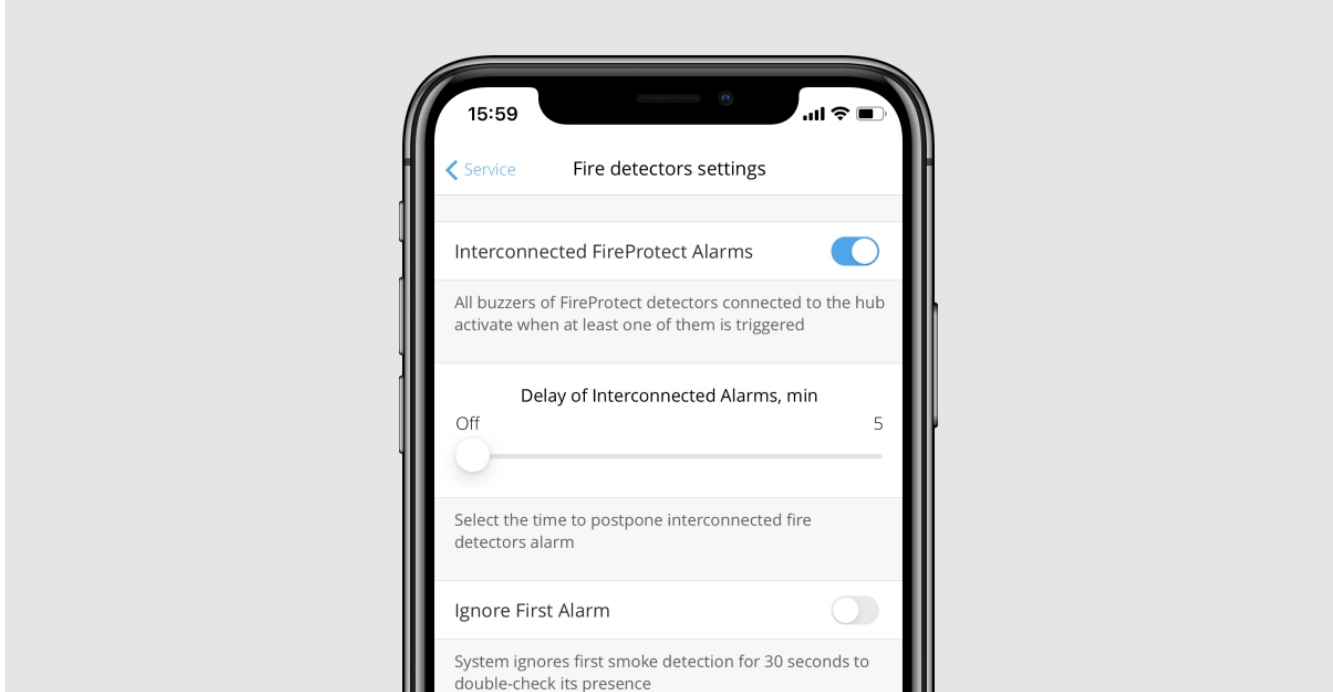 15:59
Service
Fire detectors settings
Interconnected FireProtect Alarms
All buzzers of FireProtect detectors connected to the hub
activate when at least one of them is triggered
Delay of Interconnected Alarms, min
Off 5
Select the time to postpone interconnected fire
detectors alarm
Ignore First Alarm
System ignores first smoke detection for 30 seconds to
double-check its presence